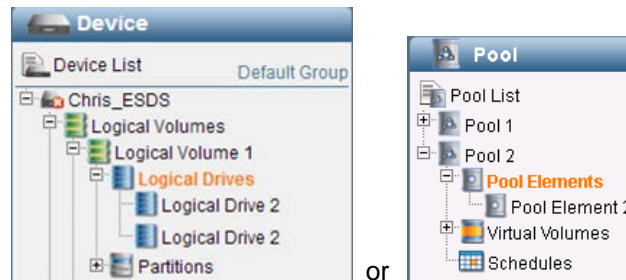 Device
Device List
Default Group
Chris_ESDS
Logical Volumes
Logical Volume 1
Logical Drives
Logical Drive 2
Logical Drive 2
Partitions
or
Pool
Pool List
Pool 1
Pool 2
Pool Elements
Pool Element 2
Virtual Volumes
Schedules